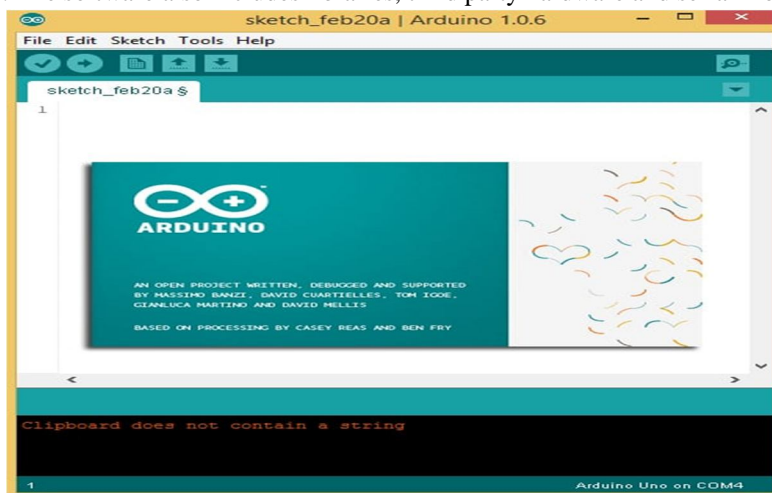 sketch_feb20a | Arduino 1.0.6
File Edit Sketch Tools Help
sketch_feb20a §
1
ARDUINO
AN OPEN PROJECT WRITTEN, DEBUGGED AND SUPPORTED
BY MASSIMO BANZI, DAVID CUARTIELLES, TOM IGOE,
GIANLUCA MARTINO AND DAVID MELLIS
BASED ON PROCESSING BY CASEY REAS AND BEN FRY
Clipboard does not contain a string
1 Arduino Uno on COM4